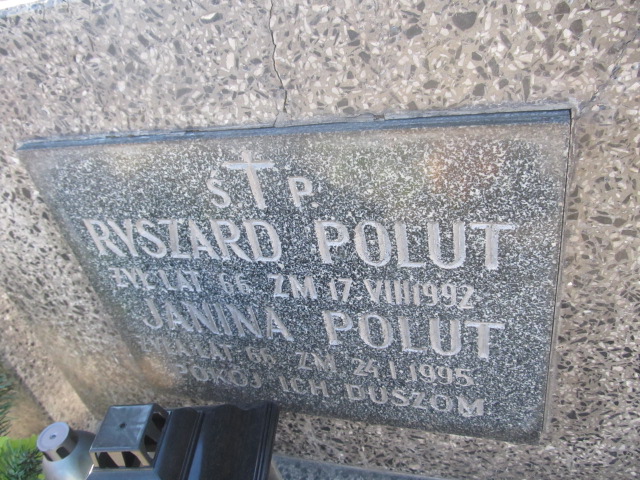 Ś P
RYSZARD POLUT
ŻYŁ LAT 66 ZM 17 VIII 1992
JANINA POLUT
ŻYŁA LAT 66 ZM 24 I 1995
POKÓJ ICH DUSZOM